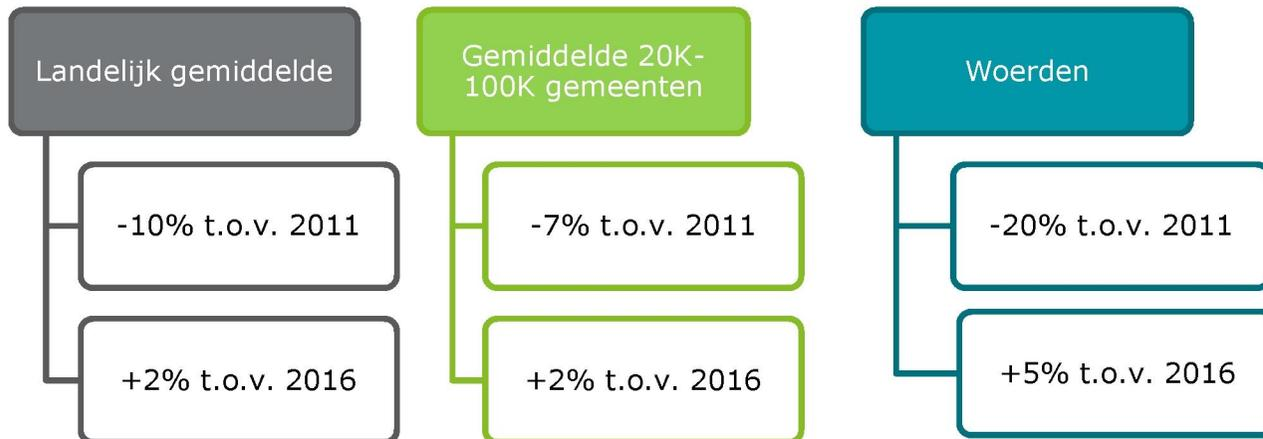 Landelijk gemiddelde
-10% t.o.v. 2011
+2% t.o.v. 2016
Gemiddelde 20K-
100K gemeenten
-7% t.o.v. 2011
+2% t.o.v. 2016
Woerden
-20% t.o.v. 2011
+5% t.o.v. 2016